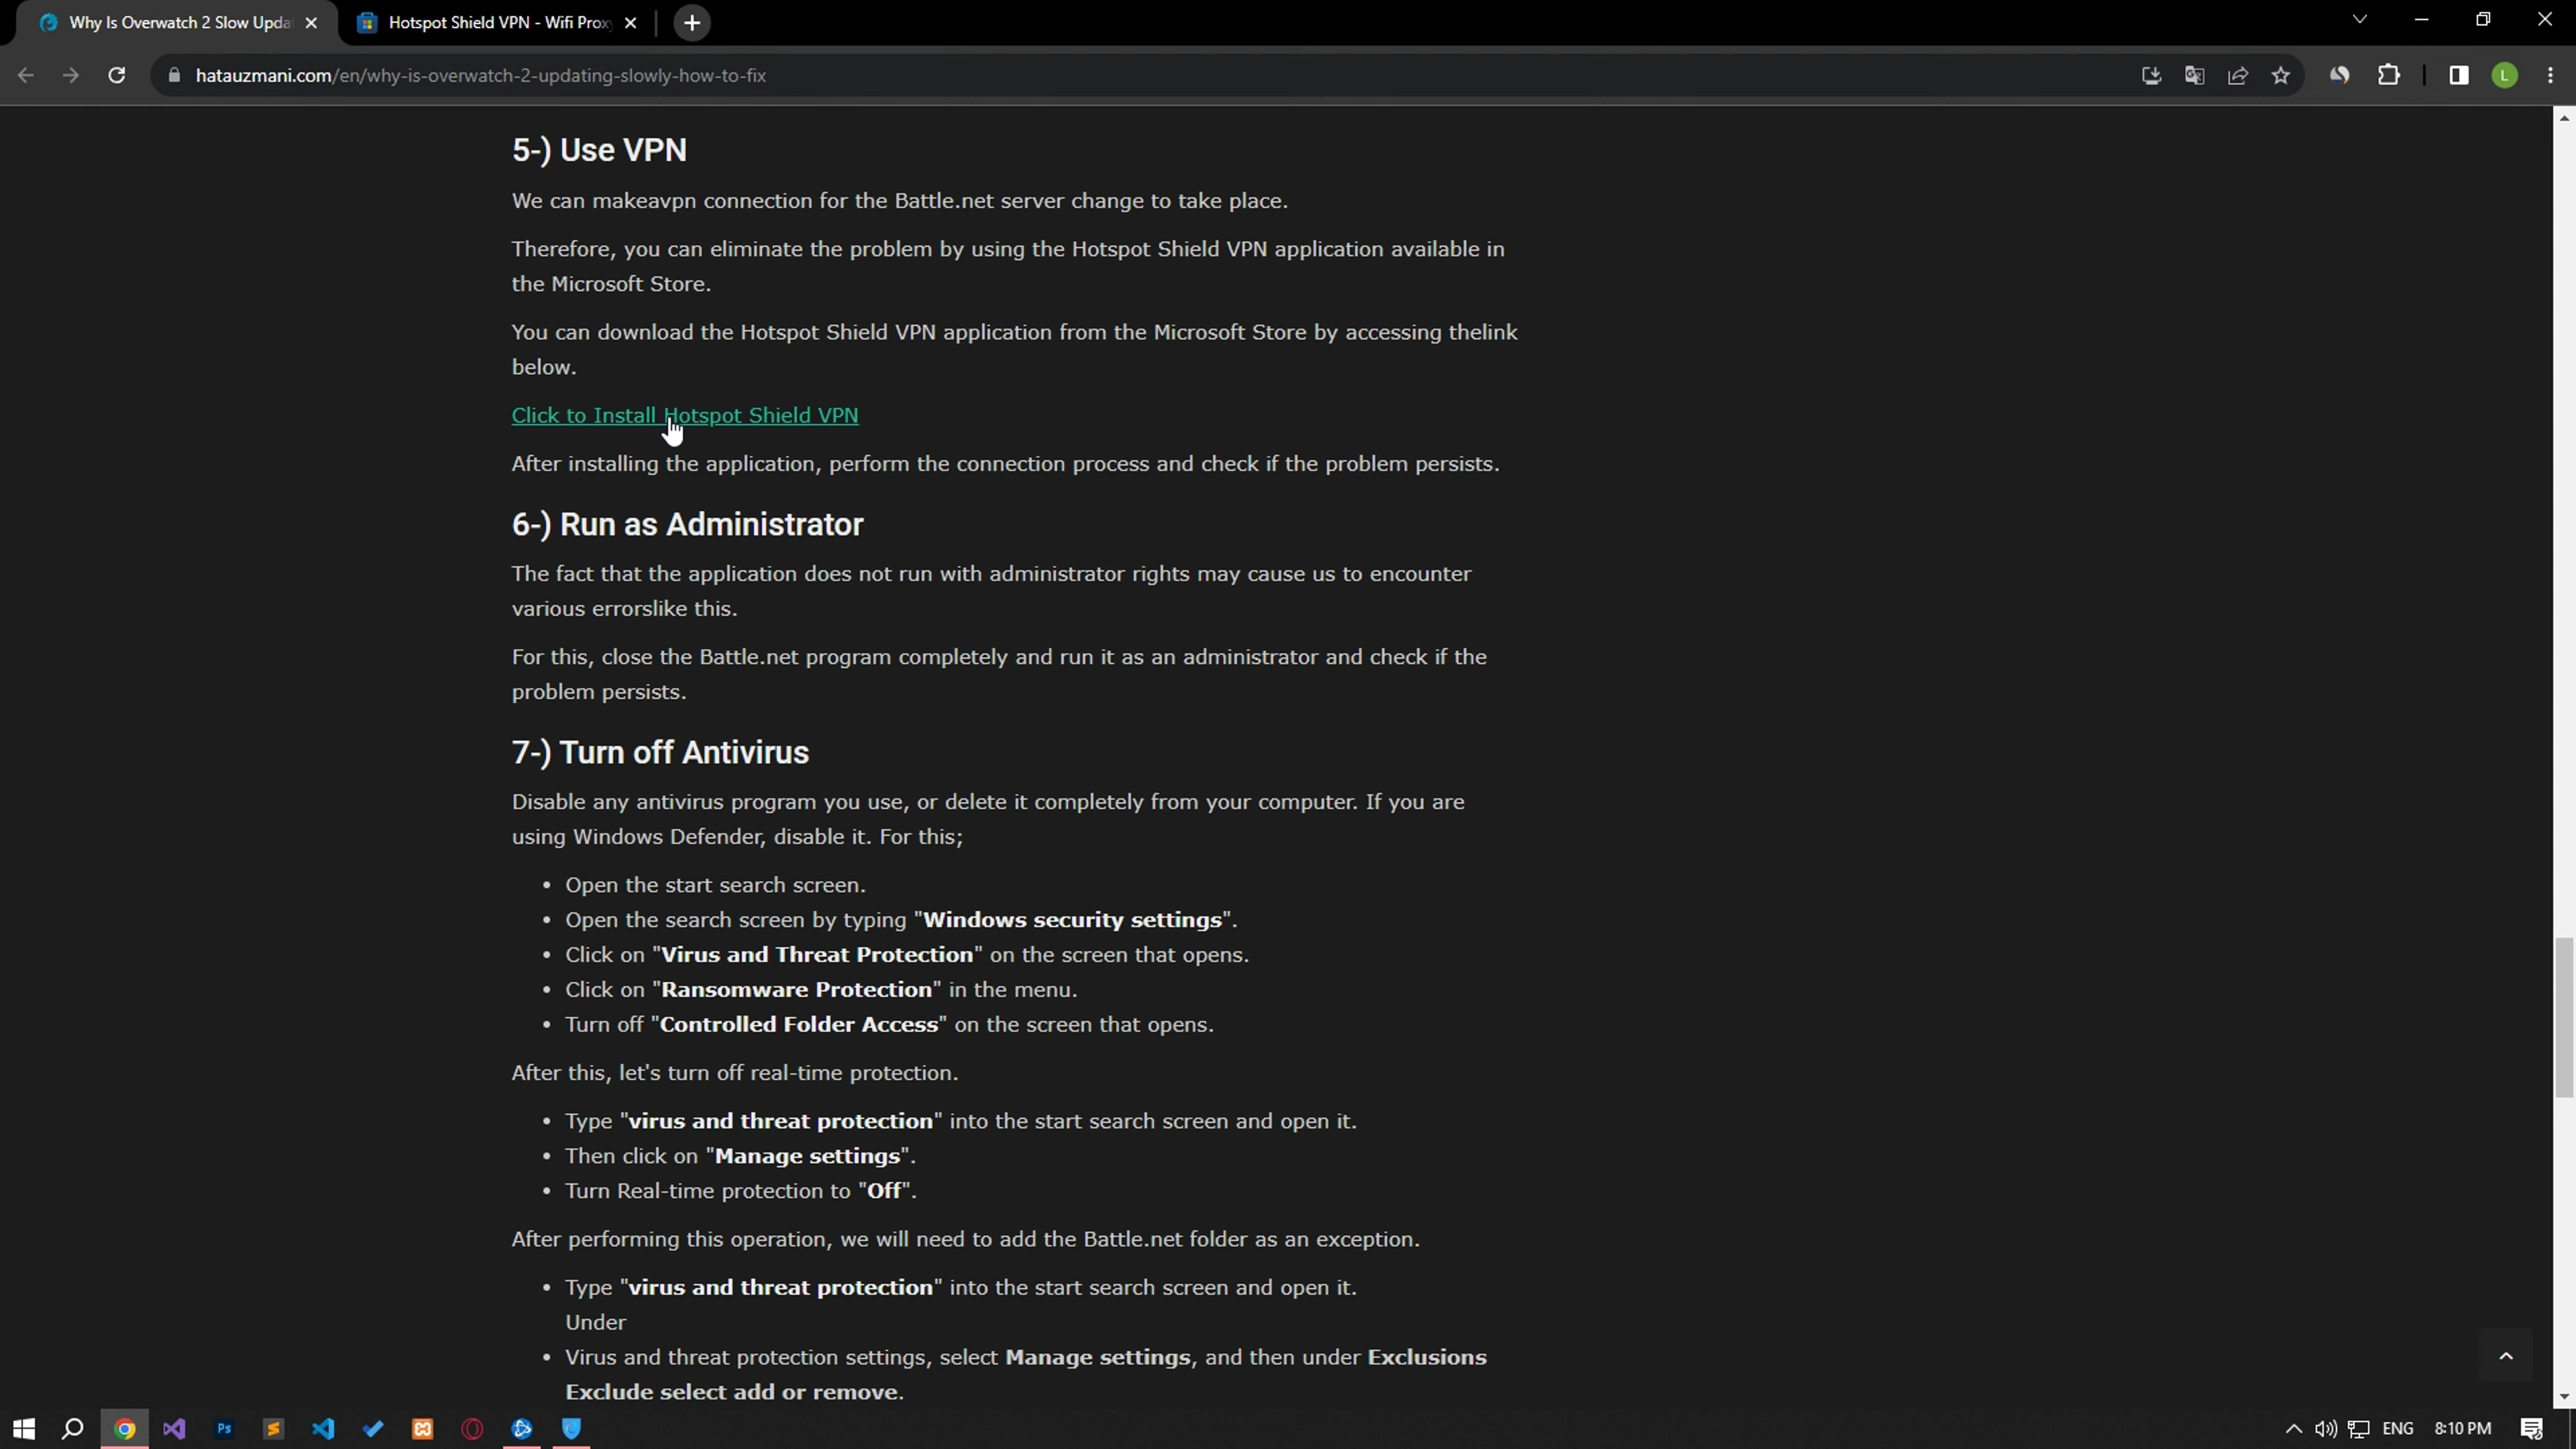 Why Is Overwatch 2 Slow Upda
Hotspot Shield VPN - Wifi Prox
hatauzmani.com/en/why-is-overwatch-2-updating-slowly-how-to-fix
L
5-) Use VPN
We can makeavpn connection for the Battle.net server change to take place.
Therefore, you can eliminate the problem by using the Hotspot Shield VPN application available in
the Microsoft Store.
You can download the Hotspot Shield VPN application from the Microsoft Store by accessing thelink
below.
Click to Install Hotspot Shield VPN
After installing the application, perform the connection process and check if the problem persists.
6-) Run as Administrator
The fact that the application does not run with administrator rights may cause us to encounter
various errorslike this.
For this, close the Battle.net program completely and run it as an administrator and check if the
problem persists.
7-) Turn off Antivirus
Disable any antivirus program you use, or delete it completely from your computer. If you are
using Windows Defender, disable it. For this;
• Open the start search screen.
• Open the search screen by typing "Windows security settings".
• Click on "Virus and Threat Protection" on the screen that opens.
• Click on "Ransomware Protection" in the menu.
• Turn off "Controlled Folder Access" on the screen that opens.
After this, let's turn off real-time protection.
• Type "virus and threat protection" into the start search screen and open it.
• Then click on "Manage settings".
• Turn Real-time protection to "Off".
After performing this operation, we will need to add the Battle.net folder as an exception.
• Type "virus and threat protection" into the start search screen and open it.
Under
• Virus and threat protection settings, select Manage settings, and then under Exclusions
Exclude select add or remove.
Ps
ENG
8:10 PM